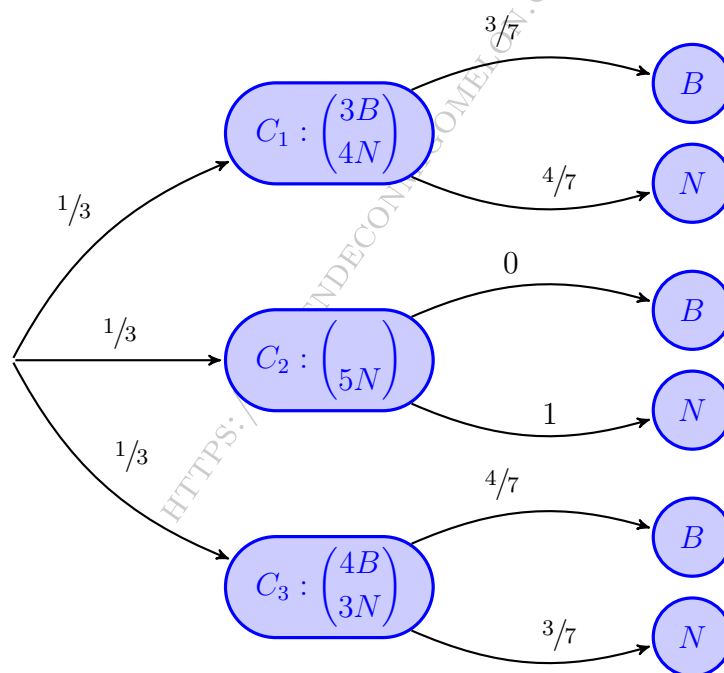 3/7
B
C₁ : (3B
4N)
1/3
4/7
N
0
B
1/3
C₂ : (
5N)
1
N
1/3
4/7
B
C₃ : (4B
3N)
3/7
N
HTTPS:/